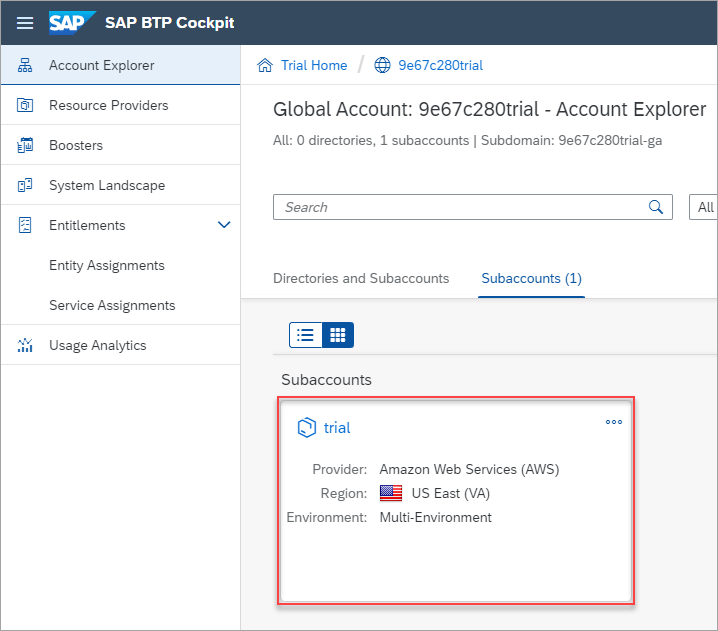 SAP SAP BTP Cockpit
Account Explorer
Resource Providers
Boosters
System Landscape
Entitlements
Entity Assignments
Service Assignments
Usage Analytics
Trial Home / 9e67c280trial
Global Account: 9e67c280trial - Account Explorer
All: 0 directories, 1 subaccounts | Subdomain: 9e67c280trial-ga
Search All
Directories and Subaccounts Subaccounts (1)
Subaccounts
trial
Provider: Amazon Web Services (AWS)
Region: US East (VA)
Environment: Multi-Environment